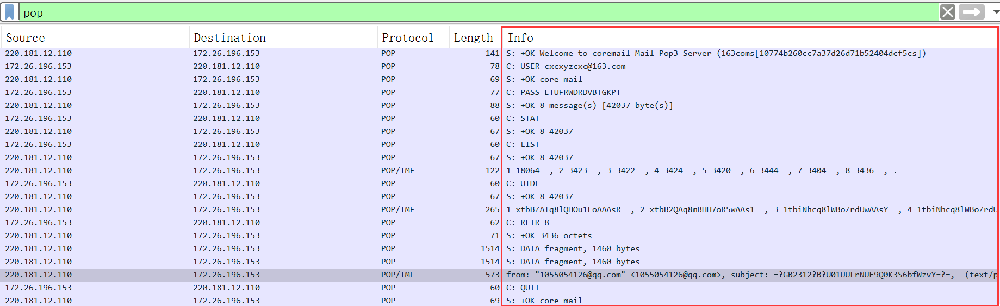 pop
Source Destination Protocol Length Info
220.181.12.110 172.26.196.153 POP 141 S: +OK Welcome to coremail Mail Pop3 Server (163coms[10774b260cc7a37d26d71b52404dcf5cs])
172.26.196.153 220.181.12.110 POP 78 C: USER cxcxyzcxc@163.com
220.181.12.110 172.26.196.153 POP 69 S: +OK core mail
172.26.196.153 220.181.12.110 POP 77 C: PASS ETUFRWDRDVBTGKPT
220.181.12.110 172.26.196.153 POP 88 S: +OK 8 message(s) [42037 byte(s)]
172.26.196.153 220.181.12.110 POP 60 C: STAT
220.181.12.110 172.26.196.153 POP 67 S: +OK 8 42037
172.26.196.153 220.181.12.110 POP 60 C: LIST
220.181.12.110 172.26.196.153 POP 67 S: +OK 8 42037
220.181.12.110 172.26.196.153 POP/IMF 122 1 18064 , 2 3423 , 3 3422 , 4 3424 , 5 3420 , 6 3444 , 7 3404 , 8 3436 , .
172.26.196.153 220.181.12.110 POP 60 C: UIDL
220.181.12.110 172.26.196.153 POP 67 S: +OK 8 42037
220.181.12.110 172.26.196.153 POP/IMF 265 1 xtbBZAIq8lQHOu1LoAAAsR , 2 xtbB2QAq8mBHH7oR5wAAs1 , 3 1tbiNhcq8lWBoZrdUwAAsY , 4 1tbiNhcq8lWBoZrdU
172.26.196.153 220.181.12.110 POP 62 C: RETR 8
220.181.12.110 172.26.196.153 POP 71 S: +OK 3436 octets
220.181.12.110 172.26.196.153 POP 1514 S: DATA fragment, 1460 bytes
220.181.12.110 172.26.196.153 POP 1514 S: DATA fragment, 1460 bytes
220.181.12.110 172.26.196.153 POP/IMF 573 from: "1055054126@qq.com" <1055054126@qq.com>, subject: =?GB2312?B?U01UULrNUE9Q0K3S6bfWzvY=?=, (text/p
172.26.196.153 220.181.12.110 POP 60 C: QUIT
220.181.12.110 172.26.196.153 POP 69 S: +OK core mail